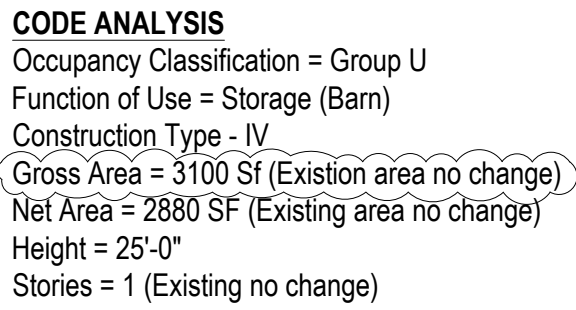 CODE ANALYSIS
Occupancy Classification = Group U
Function of Use = Storage (Barn)
Construction Type - IV
Gross Area = 3100 Sf (Existion area no change)
Net Area = 2880 SF (Existing area no change)
Height = 25'-0"
Stories = 1 (Existing no change)